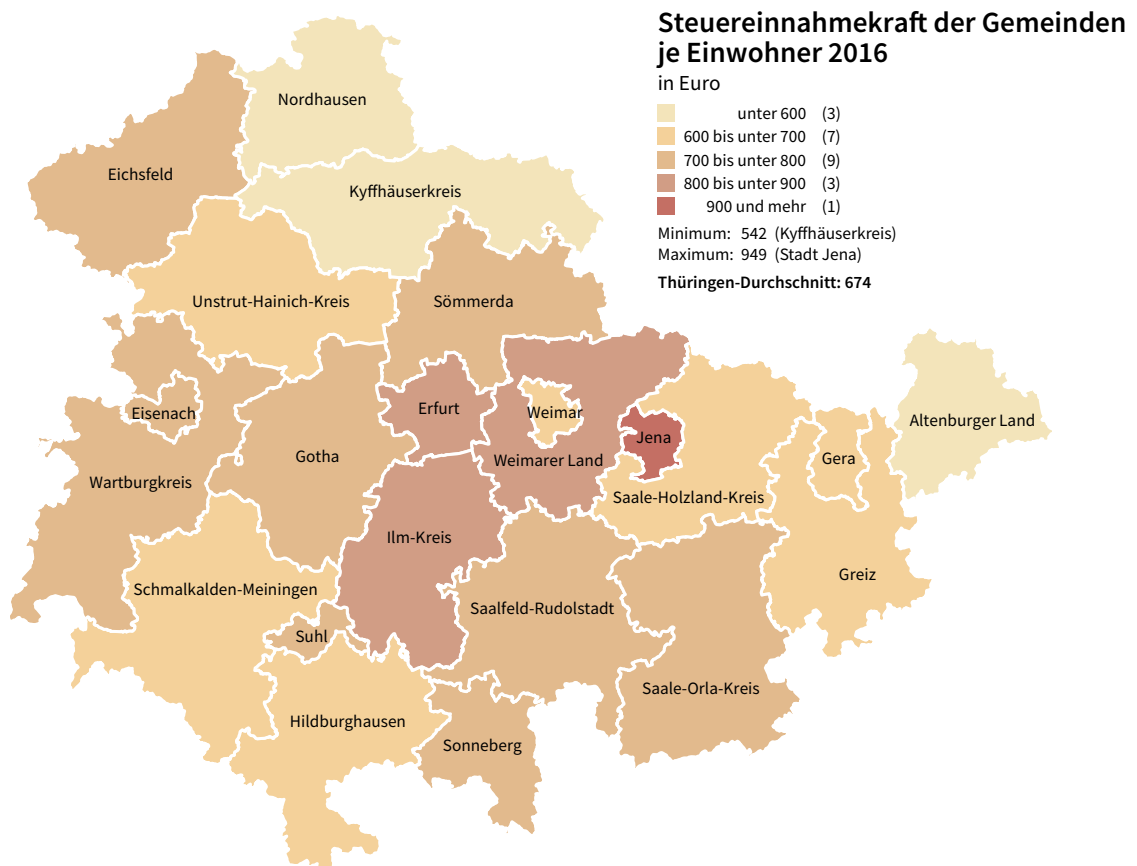 Steuereinnahmekraft der Gemeinden
je Einwohner 2016
in Euro
unter 600 (3)
600 bis unter 700 (7)
700 bis unter 800 (9)
800 bis unter 900 (3)
900 und mehr (1)
Minimum: 542 (Kyffhäuserkreis)
Maximum: 949 (Stadt Jena)
Thüringen-Durchschnitt: 674
Nordhausen
Eichsfeld
Kyffhäuserkreis
Unstrut-Hainich-Kreis
Sömmerda
Eisenach
Erfurt
Weimar
Altenburger Land
Jena
Gotha
Weimarer Land
Gera
Wartburgkreis
Saale-Holzland-Kreis
Ilm-Kreis
Greiz
Schmalkalden-Meiningen
Saalfeld-Rudolstadt
Suhl
Saale-Orla-Kreis
Hildburghausen
Sonneberg